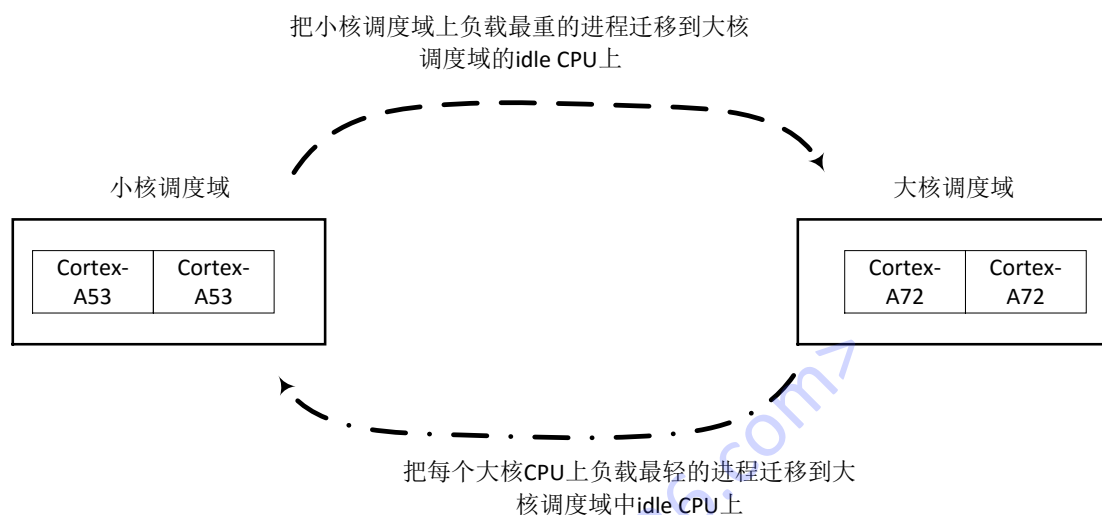 把小核调度域上负载最重的进程迁移到大核
调度域的idle CPU上
小核调度域
大核调度域
Cortex-
A53
Cortex-
A53
Cortex-
A72
Cortex-
A72
把每个大核CPU上负载最轻的进程迁移到大
核调度域中idle CPU上
6.com>